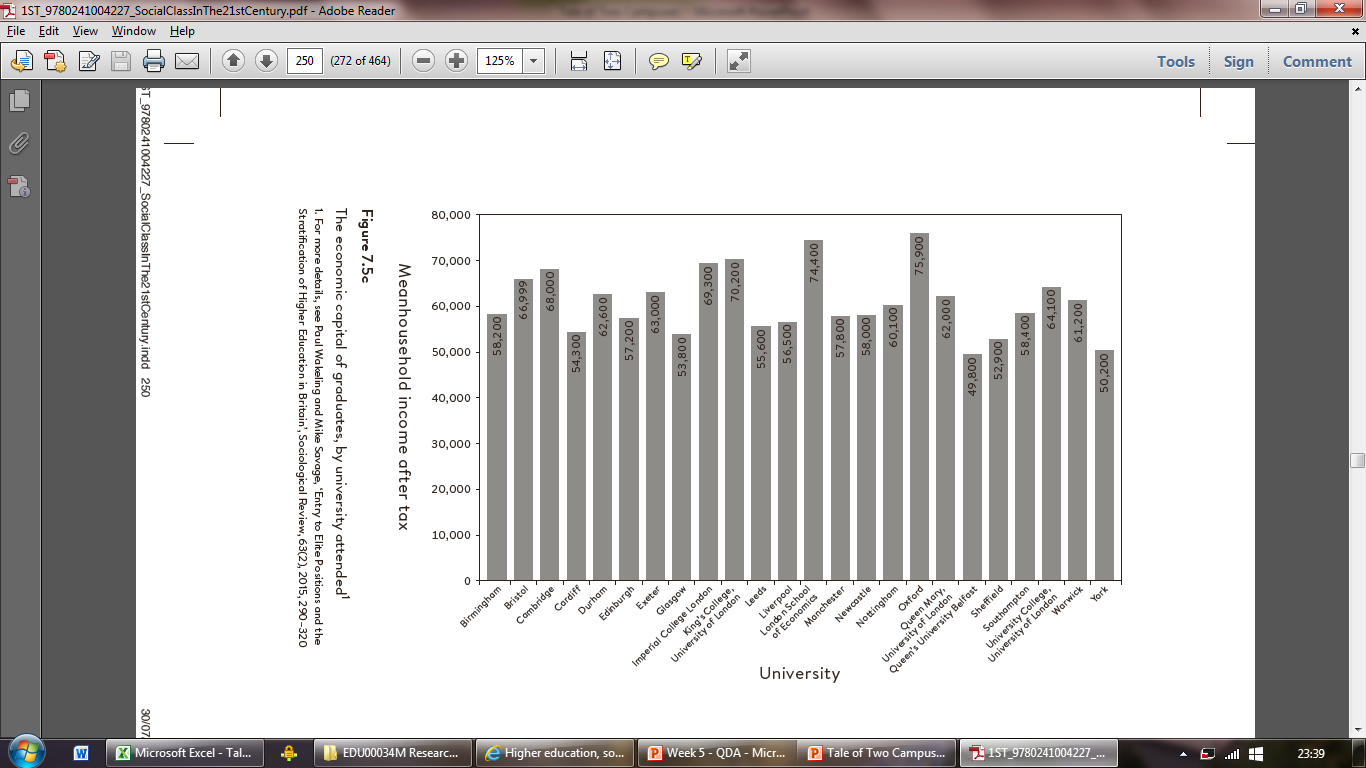 1ST_9780241004227_SocialClassInThe21stCentury.pdf - Adobe Reader
File Edit View Window Help
250 (272 of 464) 125% Tools Sign Comment
ST_9780241004227_SocialClassInThe21stCentury.indd 250
30/07
Figure 7.5c
The economic capital of graduates, by university attended1
1. For more details, see Paul Wakeling and Mike Savage, 'Entry to Elite Positions and the
Stratification of Higher Education in Britain', Sociological Review, 63(2), 2015, 290–320
Meanhousehold income after tax
80,000
70,000
60,000
50,000
40,000
30,000
20,000
10,000
0
58,200
66,999
68,000
54,300
62,600
57,200
63,000
53,800
69,300
70,200
55,600
56,500
74,400
57,800
58,000
60,100
75,900
62,000
49,800
52,900
58,400
64,100
61,200
50,200
Birmingham
Bristol
Cambridge
Cardiff
Durham
Edinburgh
Exeter
Glasgow
Imperial College London
King's College,
University of London
Leeds
Liverpool
London School
of Economics
Manchester
Newcastle
Nottingham
Oxford
Queen Mary,
University of London
Queen's University Belfast
Sheffield
Southampton
University College,
University of London
Warwick
York
University
Microsoft Excel - Tal... EDU00034M Researc... Higher education, so... Week 5 - QDA - Micr... Tale of Two Campus... 1ST_9780241004227_... 23:39